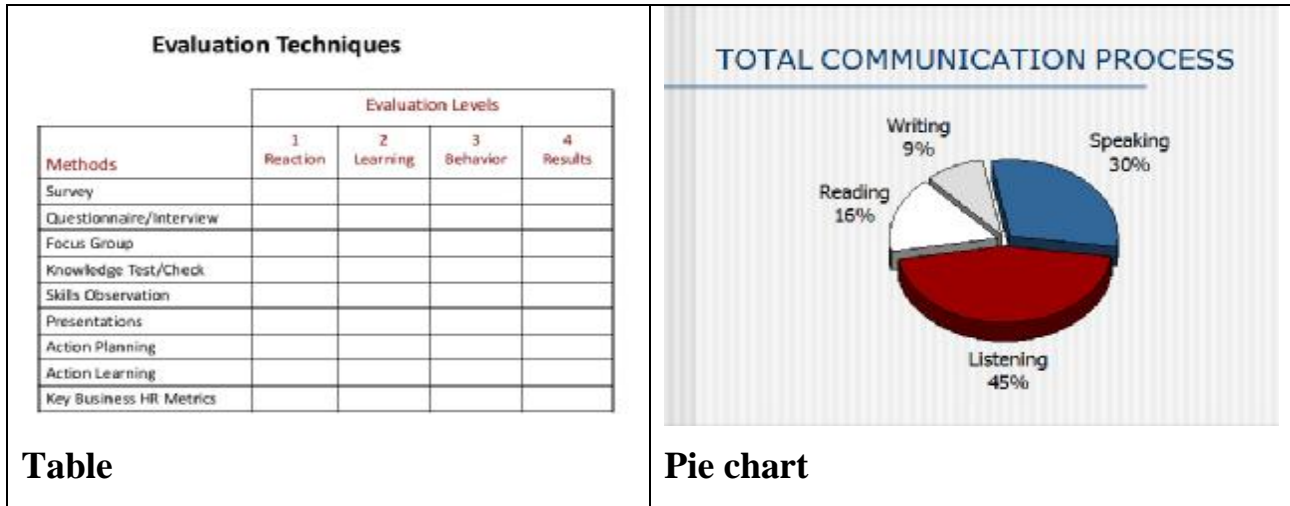 Evaluation Techniques
Evaluation Levels
Methods
1
Reaction
2
Learning
3
Behavior
4
Results
Survey
Questionnaire/Interview
Focus Group
Knowledge Test/Check
Skills Observation
Presentations
Action Planning
Action Learning
Key Business HR Metrics
Table
TOTAL COMMUNICATION PROCESS
Writing
9%
Speaking
30%
Reading
16%
Listening
45%
Pie chart